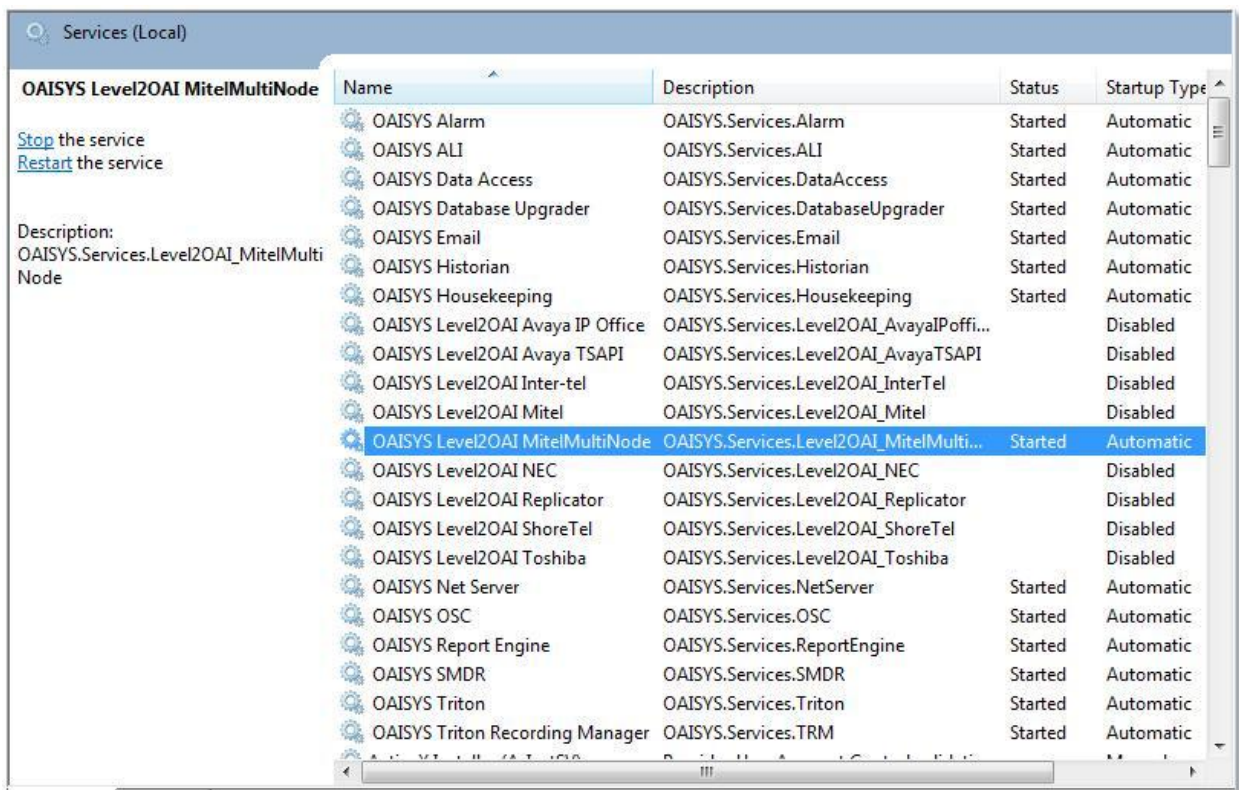 Services (Local)
OAISYS Level2OAI MitelMultiNode
Stop the service
Restart the service
Description:
OAISYS.Services.Level2OAI_MitelMulti
Node
Name Description Status Startup Type
OAISYS Alarm OAISYS.Services.Alarm Started Automatic
OAISYS ALI OAISYS.Services.ALI Started Automatic
OAISYS Data Access OAISYS.Services.DataAccess Started Automatic
OAISYS Database Upgrader OAISYS.Services.DatabaseUpgrader Started Automatic
OAISYS Email OAISYS.Services.Email Started Automatic
OAISYS Historian OAISYS.Services.Historian Started Automatic
OAISYS Housekeeping OAISYS.Services.Housekeeping Started Automatic
OAISYS Level2OAI Avaya IP Office OAISYS.Services.Level2OAI_AvayaIPoffi... Disabled
OAISYS Level2OAI Avaya TSAPI OAISYS.Services.Level2OAI_AvayaTSAPI Disabled
OAISYS Level2OAI Inter-tel OAISYS.Services.Level2OAI_InterTel Disabled
OAISYS Level2OAI Mitel OAISYS.Services.Level2OAI_Mitel Disabled
OAISYS Level2OAI MitelMultiNode OAISYS.Services.Level2OAI_MitelMulti... Started Automatic
OAISYS Level2OAI NEC OAISYS.Services.Level2OAI_NEC Disabled
OAISYS Level2OAI Replicator OAISYS.Services.Level2OAI_Replicator Disabled
OAISYS Level2OAI ShoreTel OAISYS.Services.Level2OAI_ShoreTel Disabled
OAISYS Level2OAI Toshiba OAISYS.Services.Level2OAI_Toshiba Disabled
OAISYS Net Server OAISYS.Services.NetServer Started Automatic
OAISYS OSC OAISYS.Services.OSC Started Automatic
OAISYS Report Engine OAISYS.Services.ReportEngine Started Automatic
OAISYS SMDR OAISYS.Services.SMDR Started Automatic
OAISYS Triton OAISYS.Services.Triton Started Automatic
OAISYS Triton Recording Manager OAISYS.Services.TRM Started Automatic